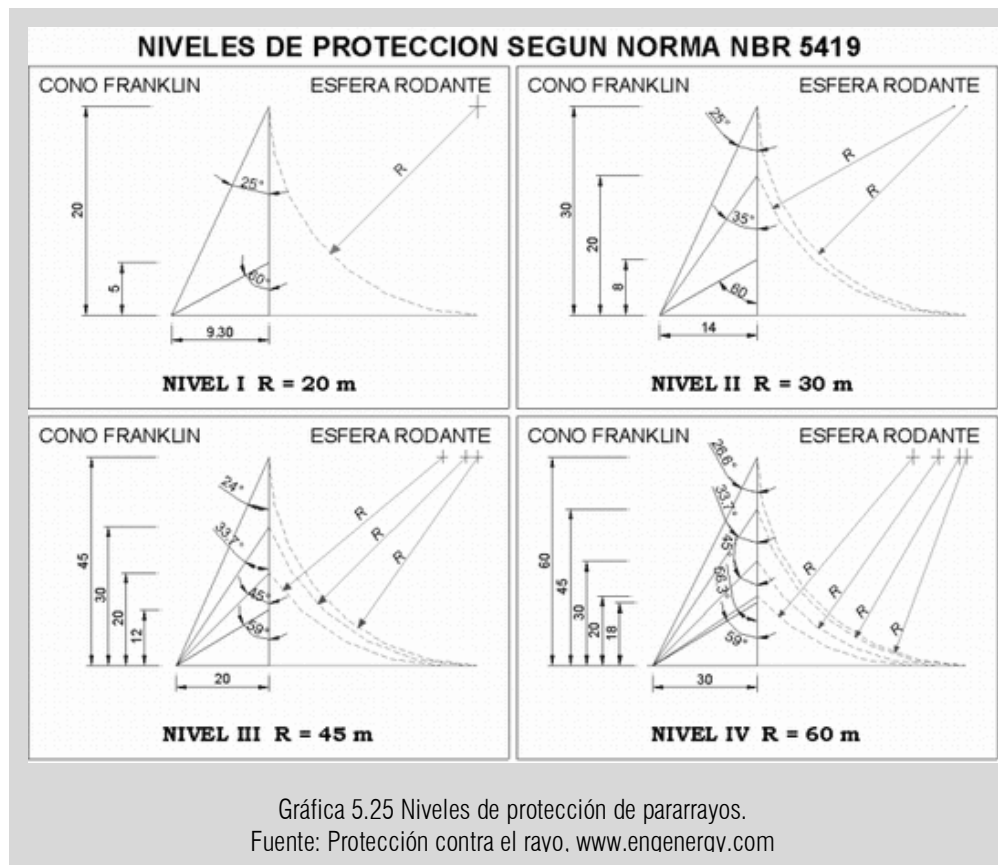 NIVELES DE PROTECCION SEGUN NORMA NBR 5419
CONO FRANKLIN ESFERA RODANTE
20
5
25°
60°
R
9.30
NIVEL I R = 20 m
CONO FRANKLIN ESFERA RODANTE
30
20
8
25°
35°
60
R
R
14
NIVEL II R = 30 m
CONO FRANKLIN ESFERA RODANTE
45
30
20
12
24°
33.7°
45°
59°
R
R
R
20
NIVEL III R = 45 m
CONO FRANKLIN ESFERA RODANTE
60
45
30
20
18
26.6°
33.7°
45°
56.3°
59°
R
R
R
R
30
NIVEL IV R = 60 m
Gráfica 5.25 Niveles de protección de pararrayos.
Fuente: Protección contra el rayo, www.engenergy.com